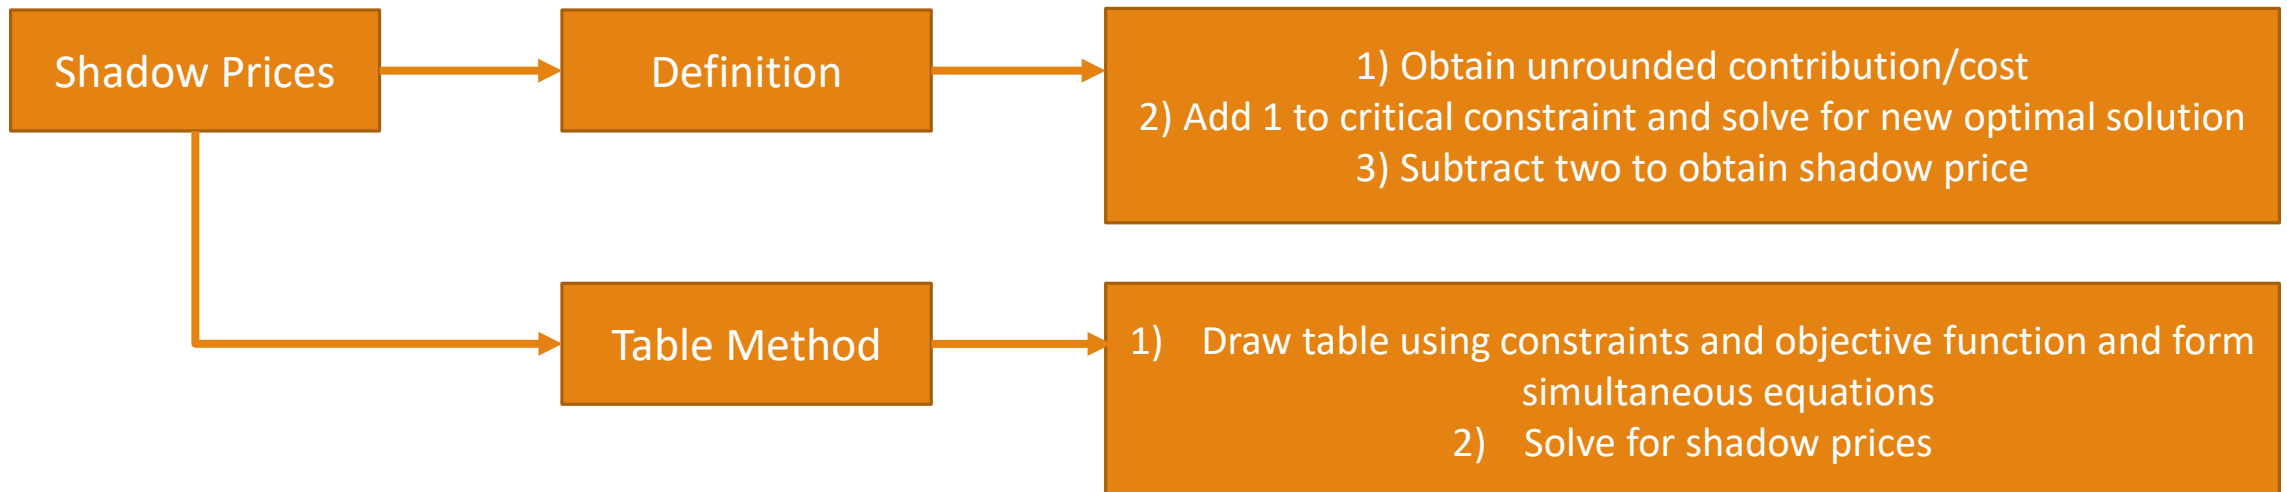 Shadow Prices
Definition
1) Obtain unrounded contribution/cost
2) Add 1 to critical constraint and solve for new optimal solution
3) Subtract two to obtain shadow price
Table Method
1) Draw table using constraints and objective function and form
simultaneous equations
2) Solve for shadow prices